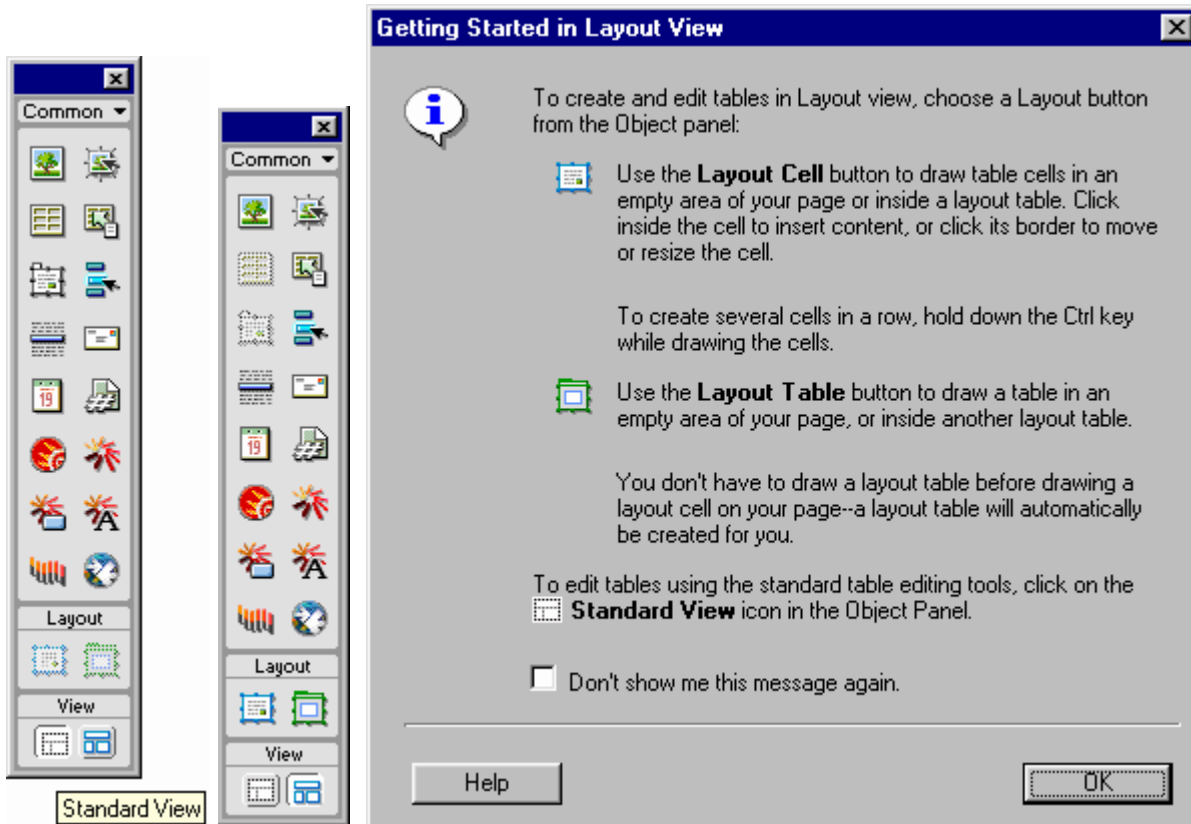 Common
19
Layout
View
Standard View
Common
19
Layout
View
Getting Started in Layout View
To create and edit tables in Layout view, choose a Layout button
from the Object panel:
Use the Layout Cell button to draw table cells in an
empty area of your page or inside a layout table. Click
inside the cell to insert content, or click its border to move
or resize the cell.
To create several cells in a row, hold down the Ctrl key
while drawing the cells.
Use the Layout Table button to draw a table in an
empty area of your page, or inside another layout table.
You don't have to draw a layout table before drawing a
layout cell on your page--a layout table will automatically
be created for you.
To edit tables using the standard table editing tools, click on the
Standard View icon in the Object Panel.
Don't show me this message again.
Help
OK